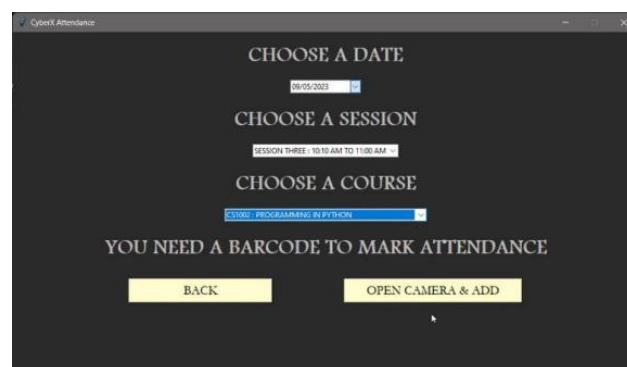 CyberX Attendance
CHOOSE A DATE
09/05/2023
CHOOSE A SESSION
SESSION THREE : 10:10 AM TO 11:00 AM
CHOOSE A COURSE
CS1002 : PROGRAMMING IN PYTHON
YOU NEED A BARCODE TO MARK ATTENDANCE
BACK
OPEN CAMERA & ADD